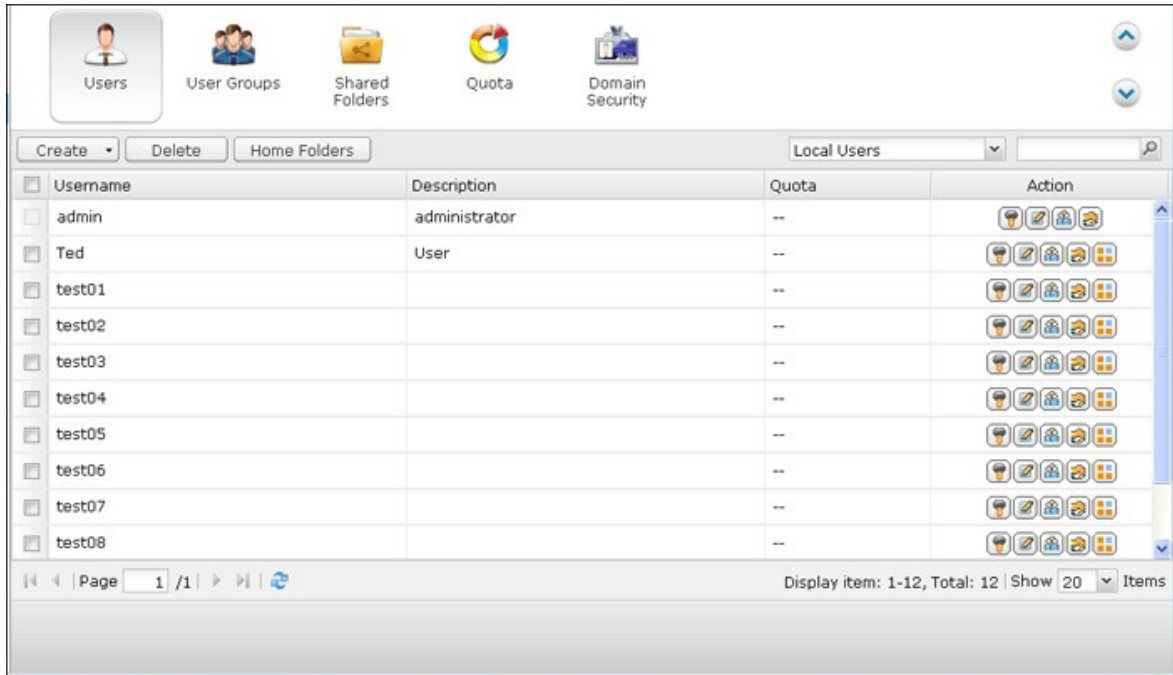 Users
User Groups
Shared
Folders
Quota
Domain
Security
Create
Delete
Home Folders
Local Users
Username Description Quota Action
admin administrator --
Ted User --
test01 --
test02 --
test03 --
test04 --
test05 --
test06 --
test07 --
test08 --
Page 1 /1 Display item: 1-12, Total: 12 Show 20 Items